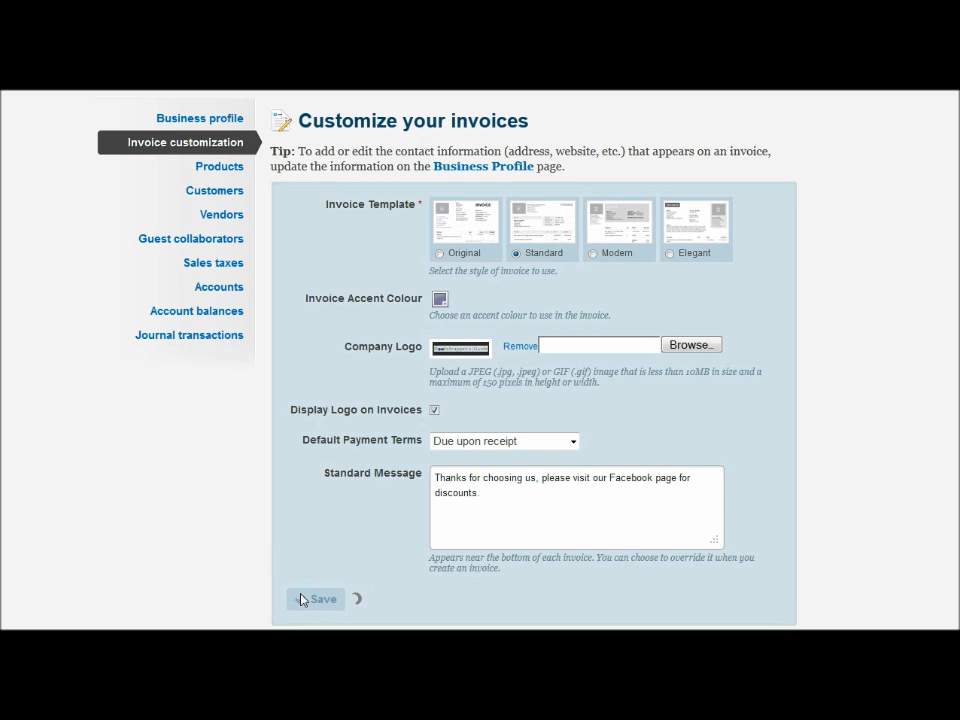 Business profile
Invoice customization
Products
Customers
Vendors
Guest collaborators
Sales taxes
Accounts
Account balances
Journal transactions
Customize your invoices
Tip: To add or edit the contact information (address, website, etc.) that appears on an invoice,
update the information on the Business Profile page.
Invoice Template *
INVOICE
Original
Standard
Modern
Elegant
Select the style of invoice to use.
Invoice Accent Colour
Choose an accent colour to use in the invoice.
Company Logo
Remove
Browse...
Upload a JPEG (.jpg, .jpeg) or GIF (.gif) image that is less than 10MB in size and a
maximum of 150 pixels in height or width.
Display Logo on Invoices
Default Payment Terms
Due upon receipt
Standard Message
Thanks for choosing us, please visit our Facebook page for
discounts.
Appears near the bottom of each invoice. You can choose to override it when you
create an invoice.
Save